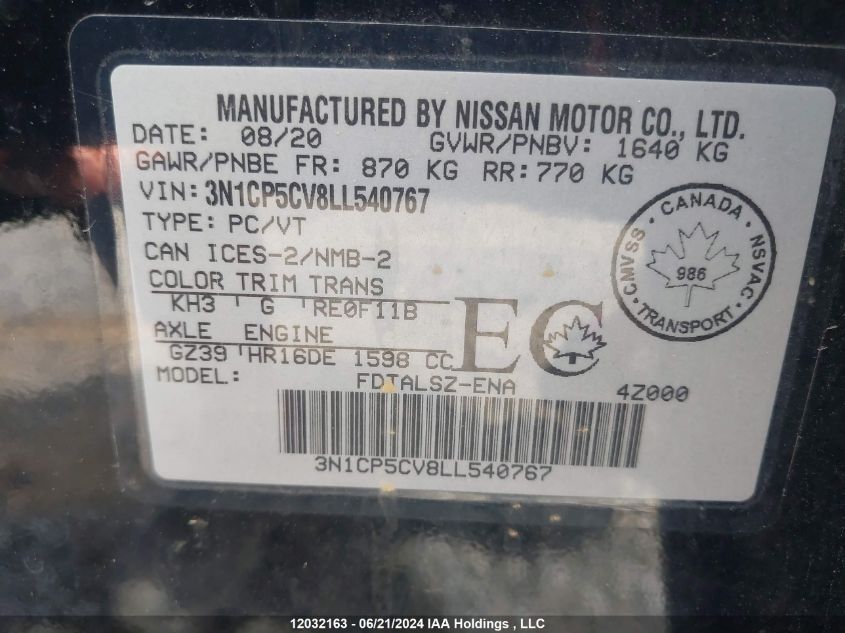 MANUFACTURED BY NISSAN MOTOR CO., LTD.
DATE: 08/20 GVWR/PNBV: 1640 KG
GAWR/PNBE FR: 870 KG RR: 770 KG
VIN: 3N1CP5CV8LL540767
TYPE: PC/VT
CAN ICES-2/NMB-2
COLOR TRIM TRANS
KH3 G RE0F11B
AXLE ENGINE
GZ39 HR16DE 1598 CC
MODEL: FDTALSZ-ENA 4Z000
3N1CP5CV8LL540767
EC
CMVSS • CANADA • NSVAC • TRANSPORT •
986
12032163 - 06/21/2024 IAA Holdings , LLC